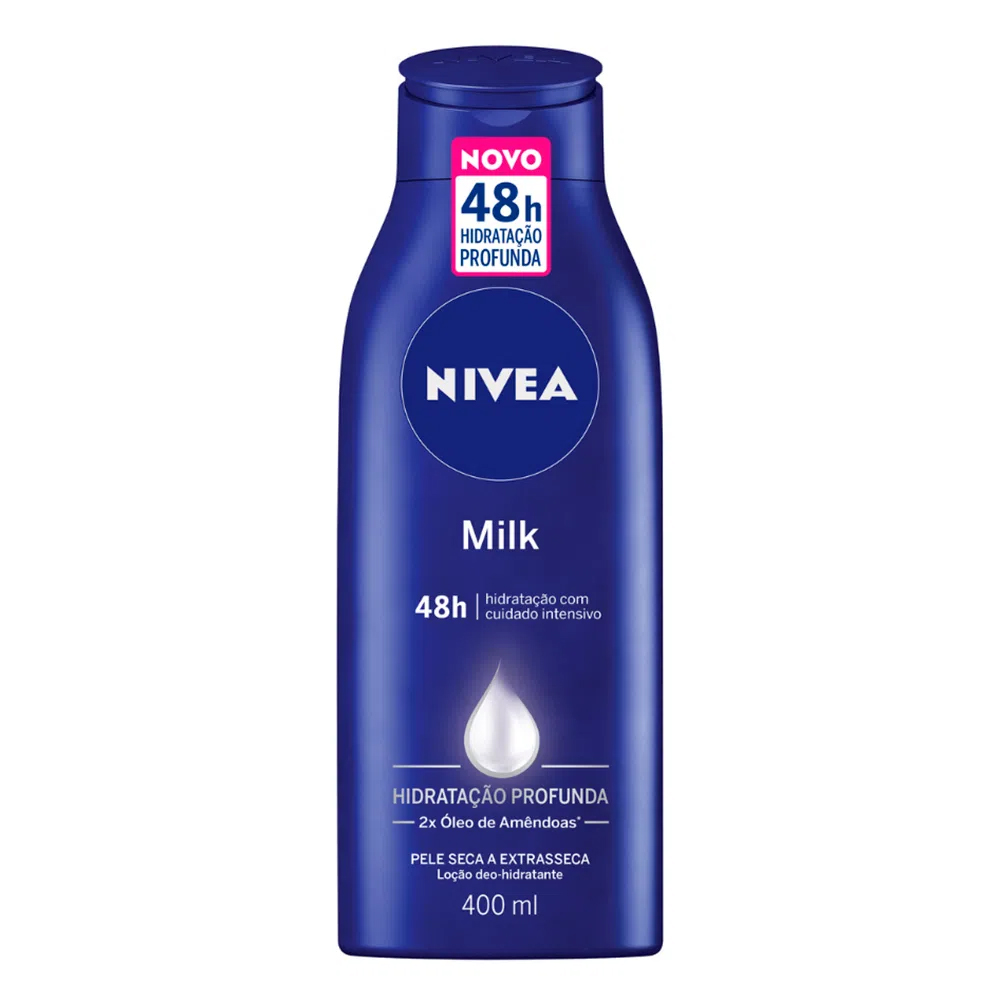 NIVEA
NOVO
48h
HIDRATAÇÃO
PROFUNDA
NIVEA
Milk
48h
hidratação com
cuidado intensivo
HIDRATAÇÃO PROFUNDA
2x Óleo de Amêndoas*
PELE SECA A EXTRASSECA
Loção deo-hidratante
400 ml